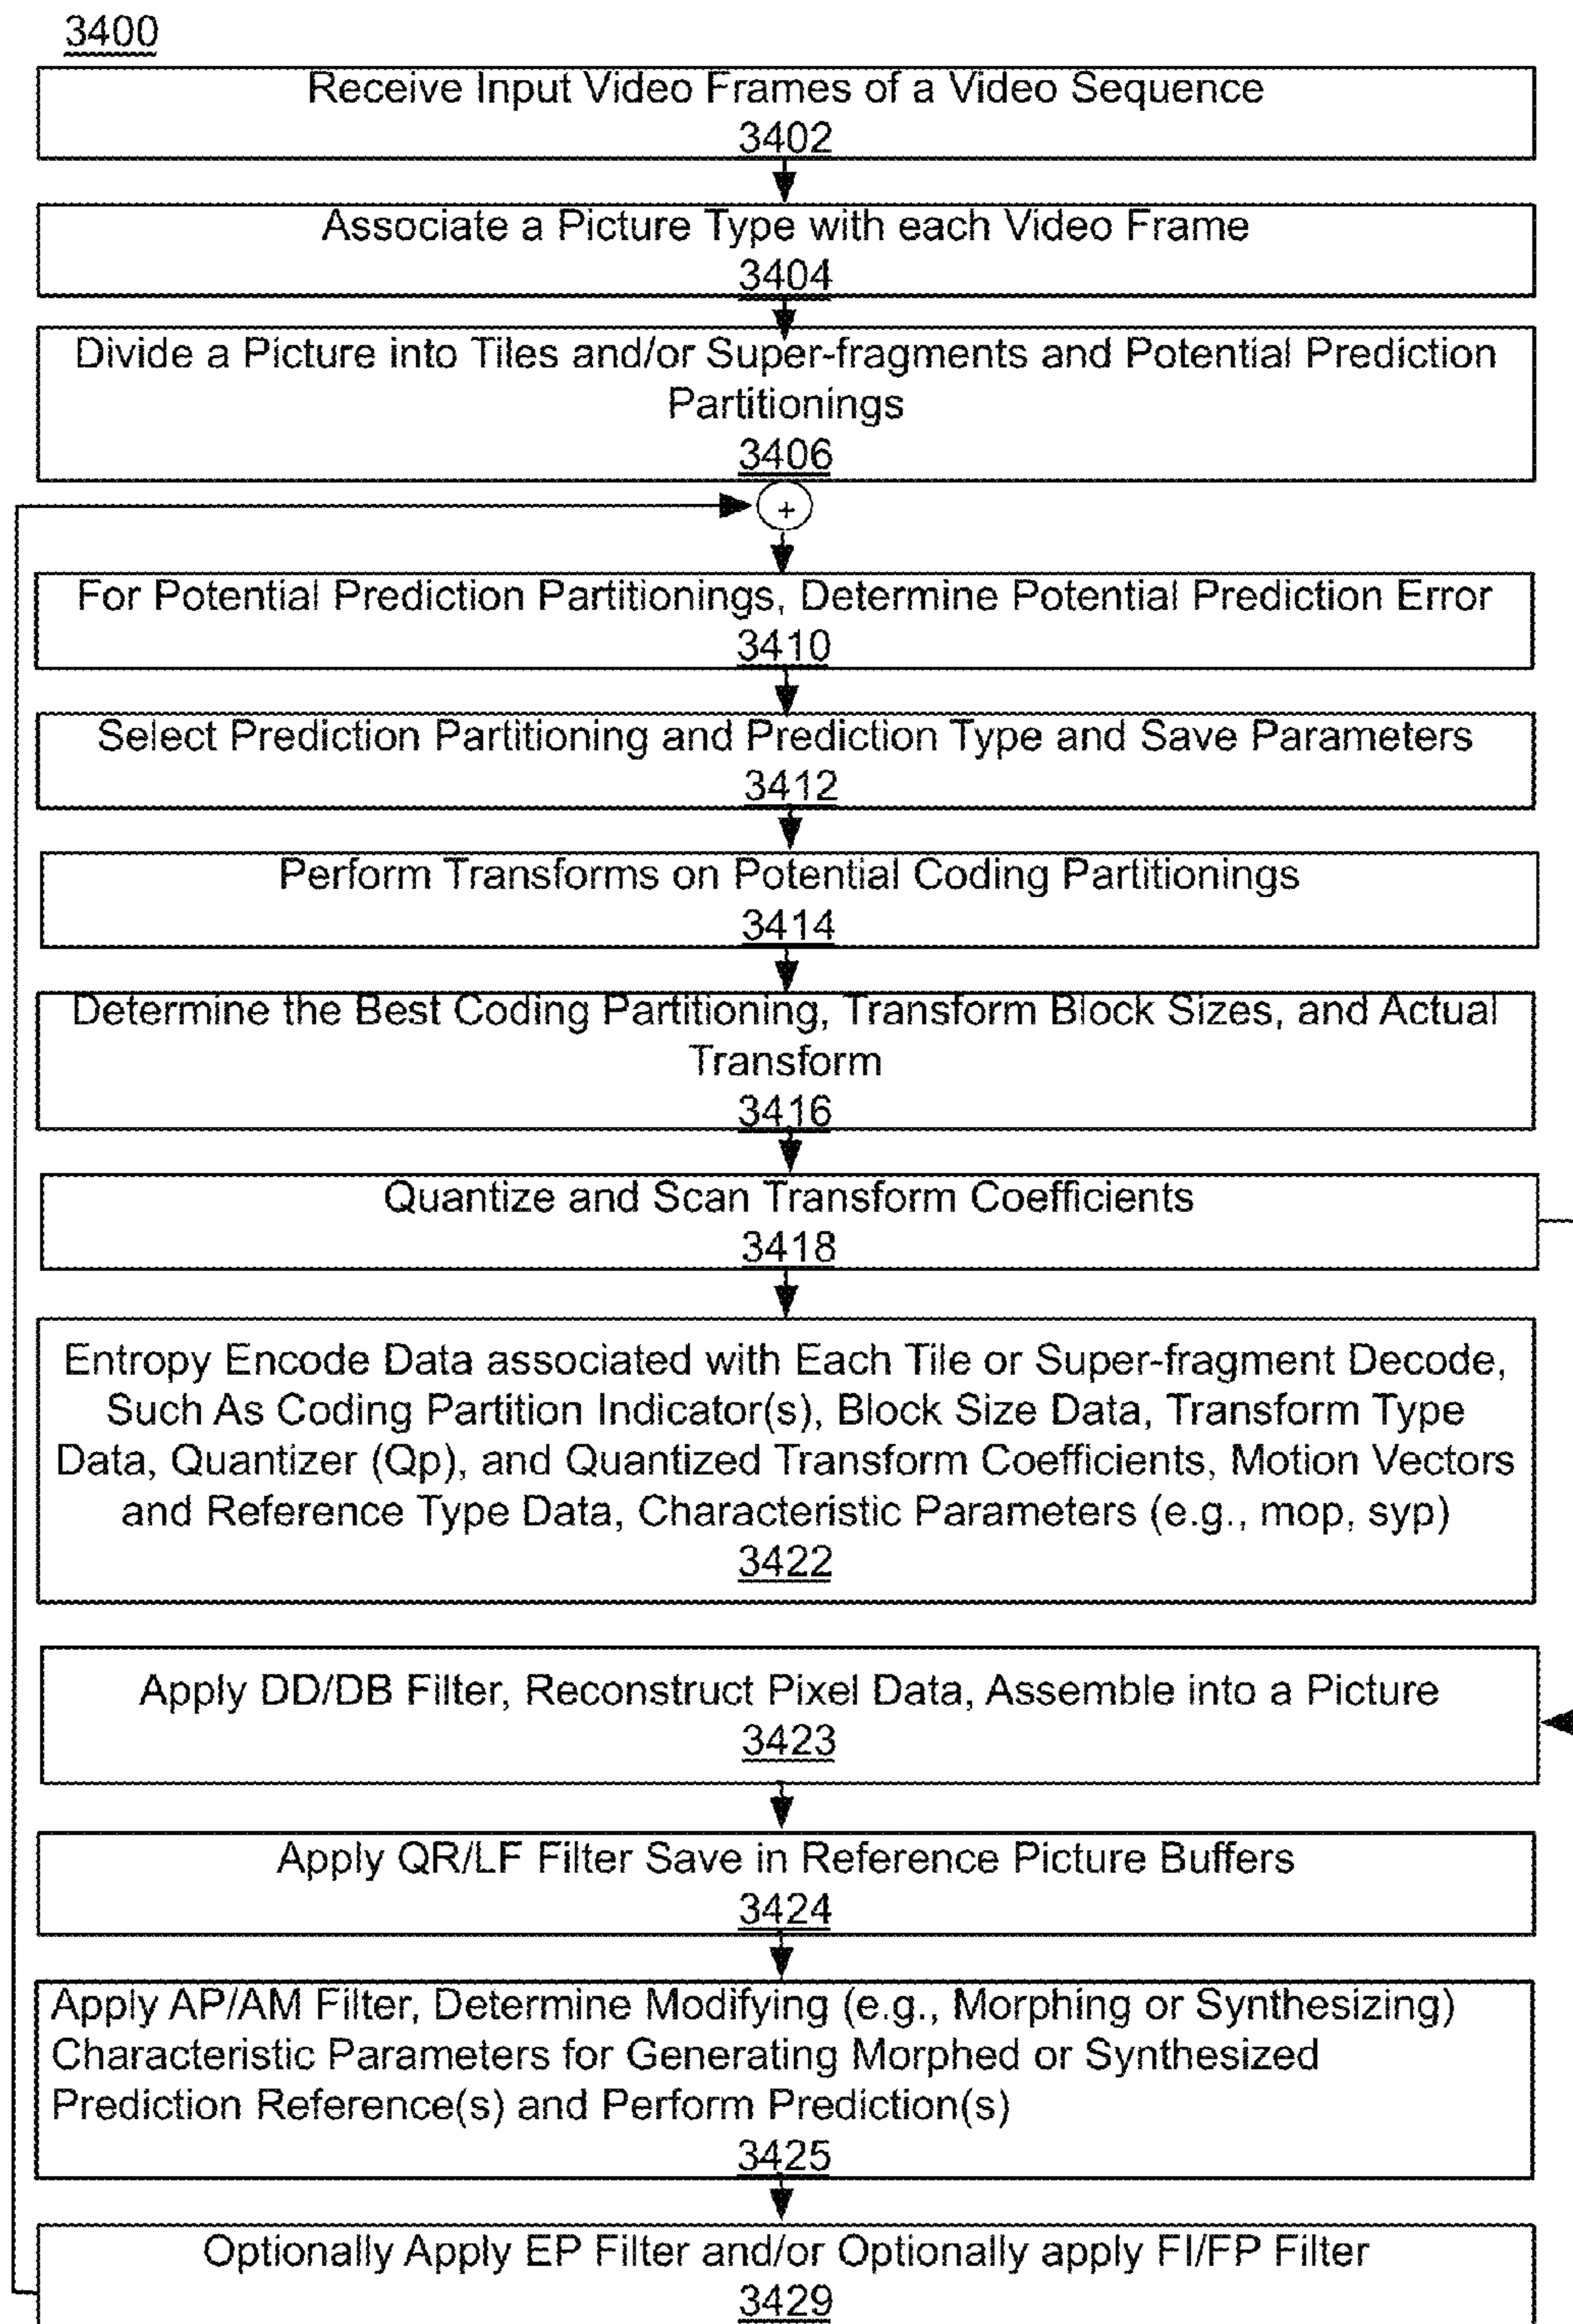 3400
Receive Input Video Frames of a Video Sequence
3402
Associate a Picture Type with each Video Frame
3404
Divide a Picture into Tiles and/or Super-fragments and Potential Prediction
Partitionings
3406
+
For Potential Prediction Partitionings, Determine Potential Prediction Error
3410
Select Prediction Partitioning and Prediction Type and Save Parameters
3412
Perform Transforms on Potential Coding Partitionings
3414
Determine the Best Coding Partitioning, Transform Block Sizes, and Actual
Transform
3416
Quantize and Scan Transform Coefficients
3418
Entropy Encode Data associated with Each Tile or Super-fragment Decode,
Such As Coding Partition Indicator(s), Block Size Data, Transform Type
Data, Quantizer (Qp), and Quantized Transform Coefficients, Motion Vectors
and Reference Type Data, Characteristic Parameters (e.g., mop, syp)
3422
Apply DD/DB Filter, Reconstruct Pixel Data, Assemble into a Picture
3423
Apply QR/LF Filter Save in Reference Picture Buffers
3424
Apply AP/AM Filter, Determine Modifying (e.g., Morphing or Synthesizing)
Characteristic Parameters for Generating Morphed or Synthesized
Prediction Reference(s) and Perform Prediction(s)
3425
Optionally Apply EP Filter and/or Optionally apply FI/FP Filter
3429